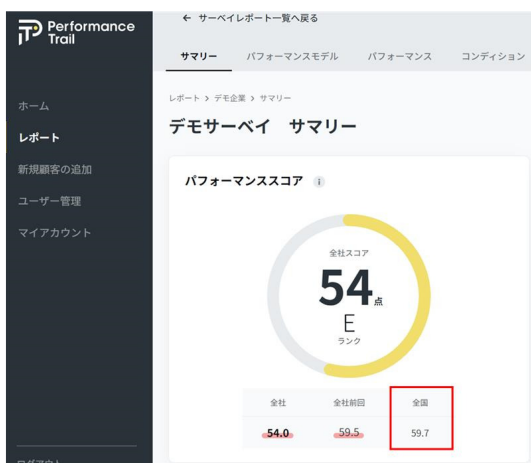 Performance
Trail
ホーム
レポート
新規顧客の追加
ユーザー管理
マイアカウント
ログアウト
← サーベイレポート一覧へ戻る
サマリー パフォーマンスモデル パフォーマンス コンディション
レポート > デモ企業 > サマリー
デモサーベイ サマリー
パフォーマンススコア i
全社スコア
54点
E
ランク
全社 全社前回 全国
54.0 59.5 59.7